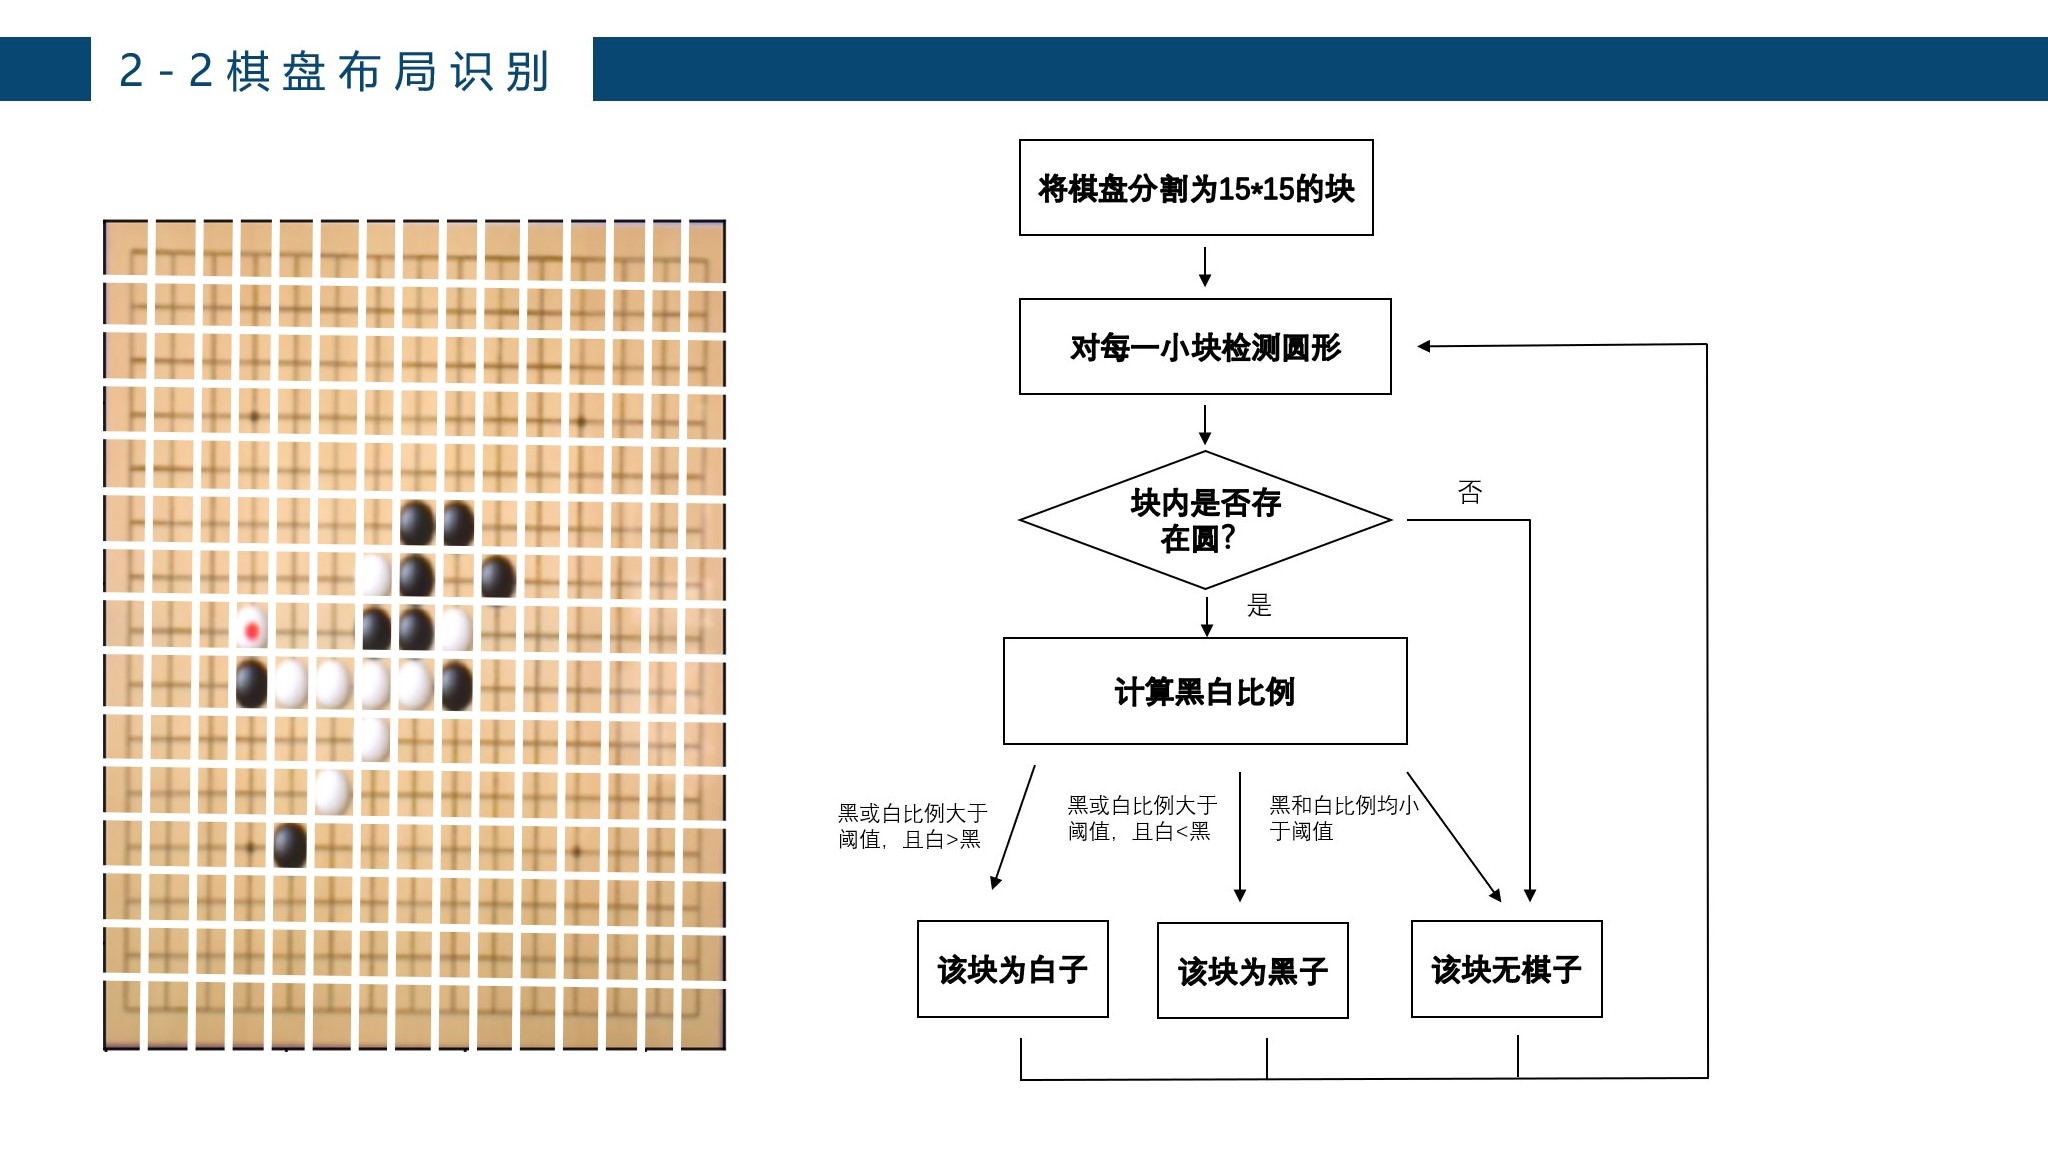 2-2棋盘布局识别
将棋盘分割为15*15的块
对每一小块检测圆形
块内是否存
在圆？
否
是
计算黑白比例
黑或白比例大于
阈值，且白>黑
黑或白比例大于
阈值，且白<黑
黑和白比例均小
于阈值
该块为白子
该块为黑子
该块无棋子